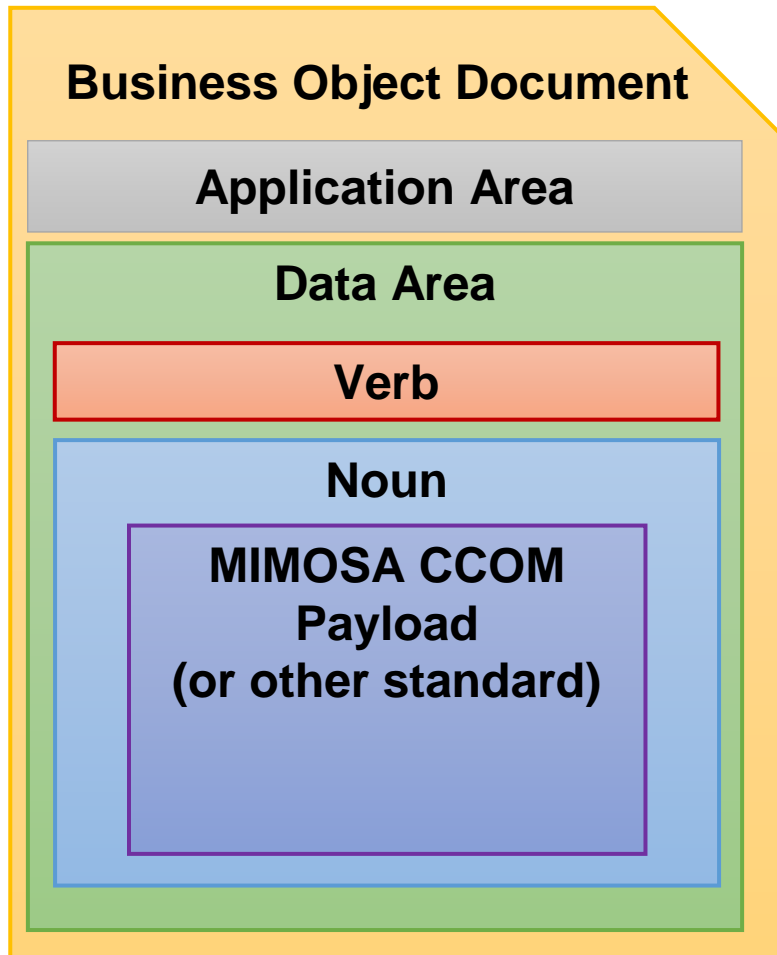 Business Object Document
Application Area
Data Area
Verb
Noun
MIMOSA CCOM
Payload
(or other standard)